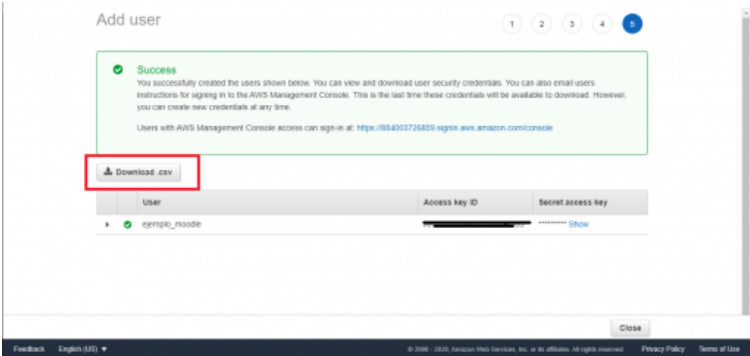 Add user
1 2 3 4 5
Success
You successfully created the users shown below. You can view and download user security credentials. You can also email users
instructions for signing in to the AWS Management Console. This is the last time these credentials will be available to download. However,
you can create new credentials at any time.
Users with AWS Management Console access can sign-in at: https://884003726859.signin.aws.amazon.com/console
Download .csv
User Access key ID Secret access key
ejemplo_moodle ********* Show
Close
Feedback English (US) © 2008 - 2020, Amazon Web Services, Inc. or its affiliates. All rights reserved. Privacy Policy Terms of Use